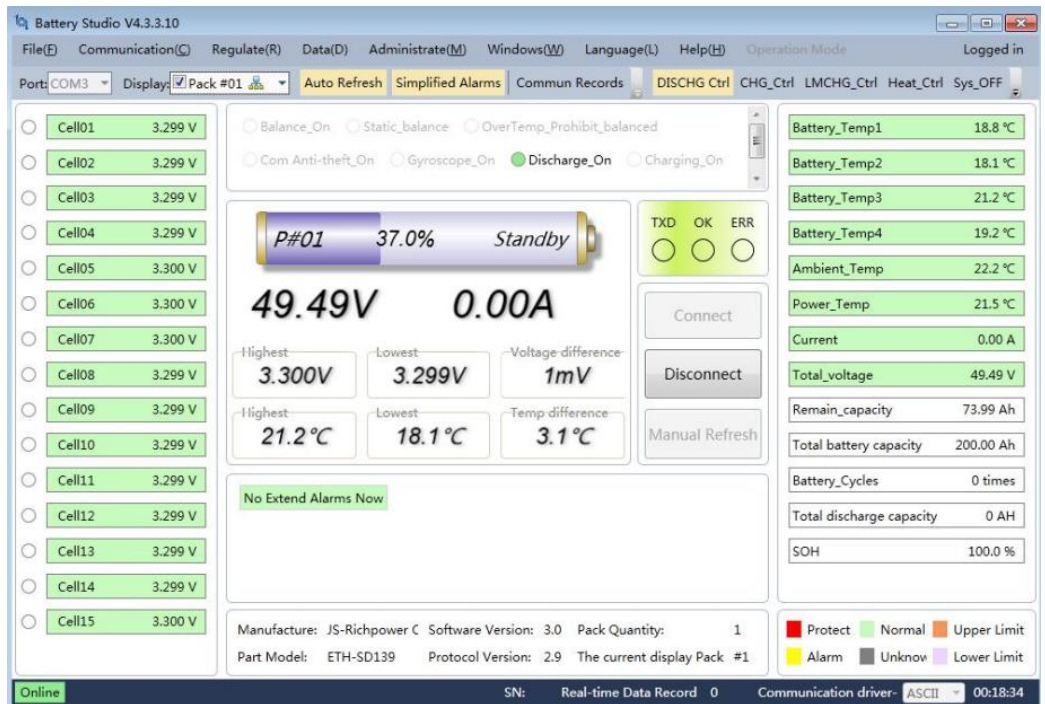 Battery Studio V4.3.3.10
File(F) Communication(C) Regulate(R) Data(D) Administrate(M) Windows(W) Language(L) Help(H) Operation Mode Logged in
Port: COM3 Display: Pack #01 Auto Refresh Simplified Alarms Commun Records DISCHG Ctrl CHG_Ctrl LMCHG_Ctrl Heat_Ctrl Sys_OFF
Cell01 3.299 V
Cell02 3.299 V
Cell03 3.299 V
Cell04 3.299 V
Cell05 3.300 V
Cell06 3.300 V
Cell07 3.300 V
Cell08 3.299 V
Cell09 3.299 V
Cell10 3.299 V
Cell11 3.299 V
Cell12 3.299 V
Cell13 3.299 V
Cell14 3.299 V
Cell15 3.300 V
Balance_On Static_balance OverTemp_Prohibit_balanced
Com Anti-theft_On Gyroscope_On Discharge_On Charging_On
P#01 37.0% Standby
49.49V 0.00A
Highest Lowest Voltage difference
3.300V 3.299V 1mV
Highest Lowest Temp difference
21.2℃ 18.1℃ 3.1℃
TXD OK ERR
Connect
Disconnect
Manual Refresh
No Extend Alarms Now
Manufacture: JS-Richpower C Software Version: 3.0 Pack Quantity: 1
Part Model: ETH-SD139 Protocol Version: 2.9 The current display Pack #1
Battery_Temp1 18.8 ℃
Battery_Temp2 18.1 ℃
Battery_Temp3 21.2 ℃
Battery_Temp4 19.2 ℃
Ambient_Temp 22.2 ℃
Power_Temp 21.5 ℃
Current 0.00 A
Total_voltage 49.49 V
Remain_capacity 73.99 Ah
Total battery capacity 200.00 Ah
Battery_Cycles 0 times
Total discharge capacity 0 AH
SOH 100.0 %
Protect Normal Upper Limit
Alarm Unknow Lower Limit
Online SN: Real-time Data Record 0 Communication driver- ASCII 00:18:34